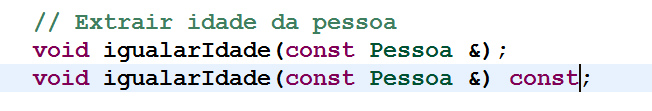 // Extrair idade da pessoa
void igualarIdade(const Pessoa &);
void igualarIdade(const Pessoa &) const;